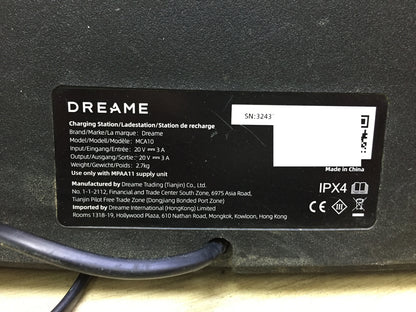 DREAME
Charging Station/Ladestation/Station de recharge
Brand/Marke/La marque: Dreame
Model/Modell/Modèle: MCA10
Input/Eingang/Entrée: 20 V ⎓ 3 A
Output/Ausgang/Sortie: 20 V ⎓ 3 A
Weight/Gewicht/Poids: 2.7kg
Use only with MPAA11 supply unit
Manufactured by Dreame Trading (Tianjin) Co., Ltd.
No. 1-1-2112, Financial and Trade Center South Zone, 6975 Asia Road,
Tianjin Pilot Free Trade Zone (Dongjiang Bonded Port Zone)
Imported by Dreame International (HongKong) Limited
Rooms 1318-19, Hollywood Plaza, 610 Nathan Road, Mongkok, Kowloon, Hong Kong
SN:3243
Made in China
IPX4
CE III